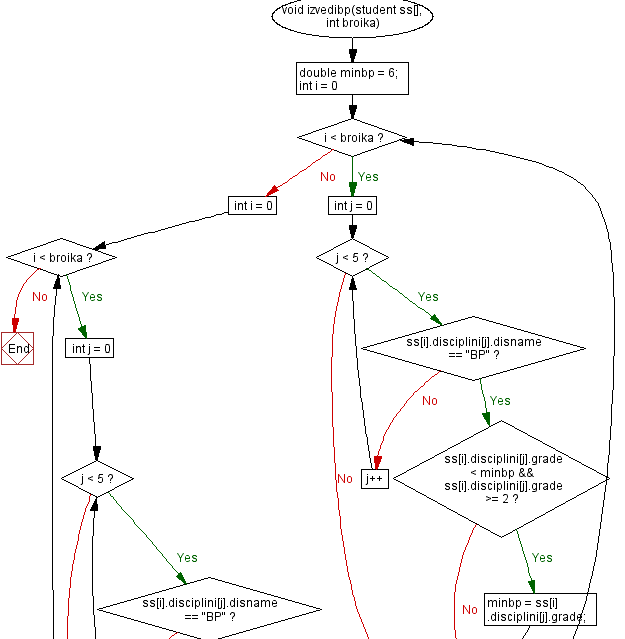 void izvedibp(student ss[],
int broika)
double minbp = 6;
int i = 0
i < broika ?
No
Yes
int i = 0
int j = 0
i < broika ?
j < 5 ?
No
Yes
Yes
End
int j = 0
ss[i].disciplini[j].disname
== "BP" ?
No
Yes
j < 5 ?
No
j++
ss[i].disciplini[j].grade
< minbp &&
ss[i].disciplini[j].grade
>= 2 ?
Yes
Yes
ss[i].disciplini[j].disname
== "BP" ?
No
minbp = ss[i]
.disciplini[j].grade;